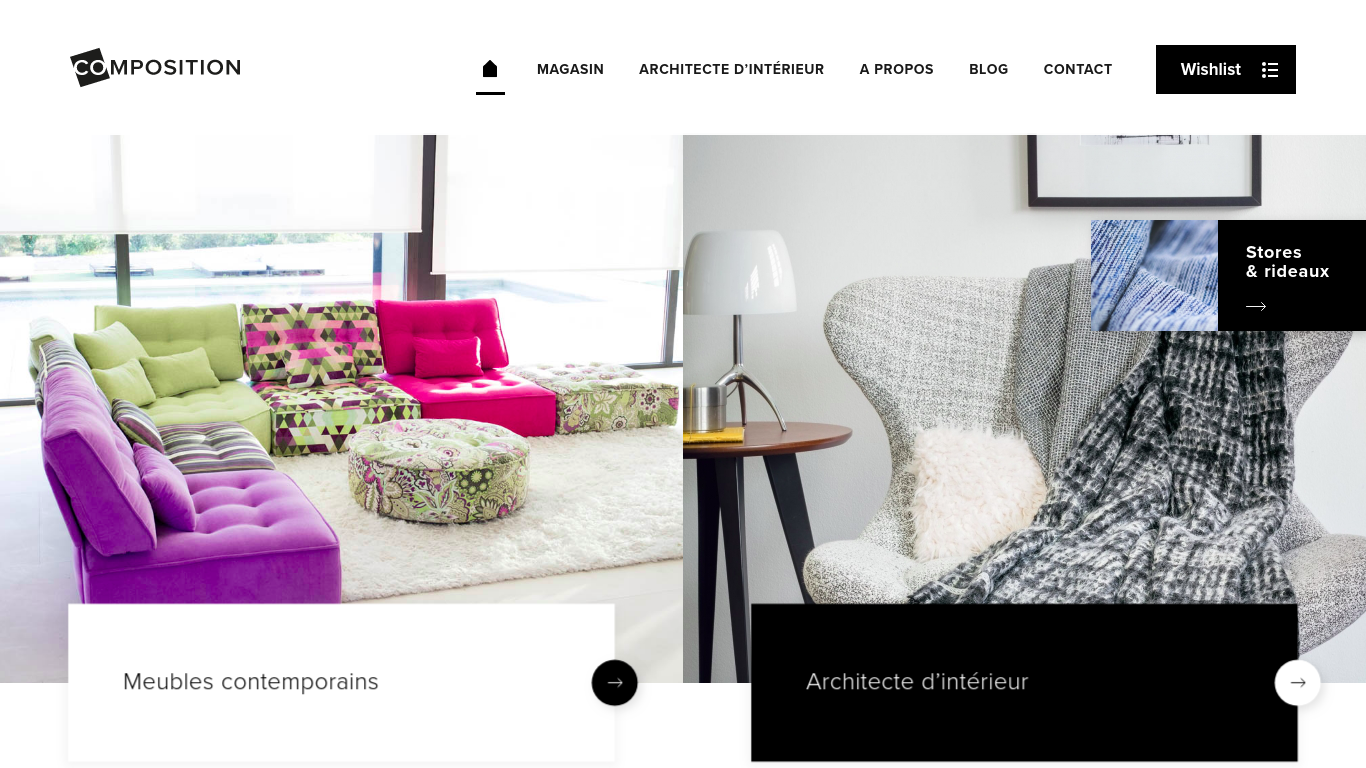 COMPOSITION
MAGASIN
ARCHITECTE D’INTÉRIEUR
A PROPOS
BLOG
CONTACT
Wishlist
Stores
& rideaux
Meubles contemporains
Architecte d’intérieur